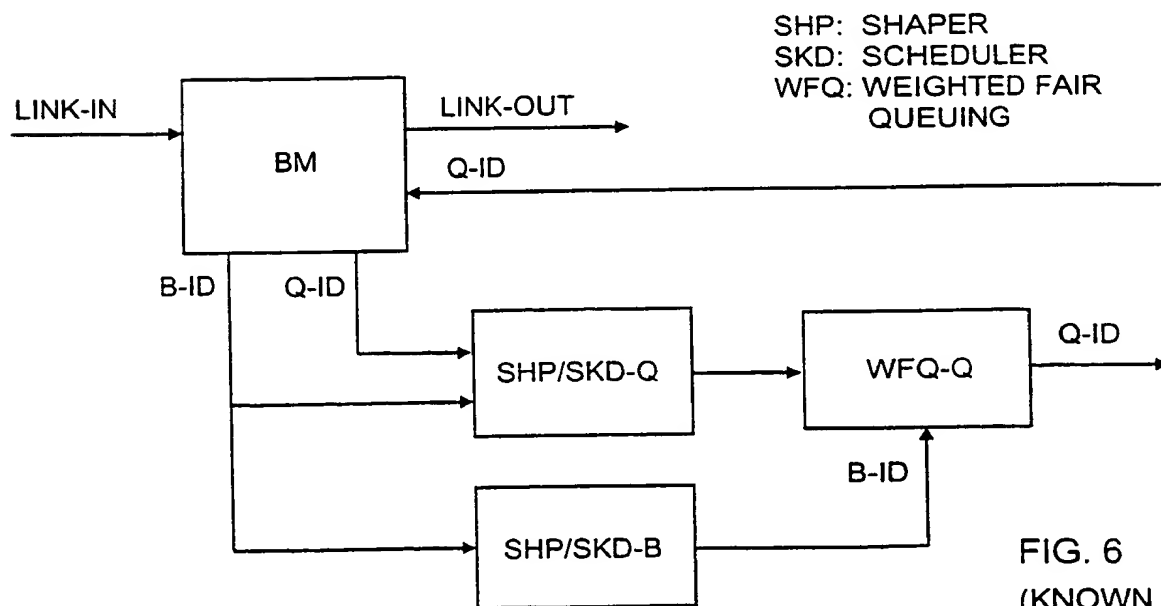 SHP: SHAPER
SKD: SCHEDULER
WFQ: WEIGHTED FAIR
QUEUING
LINK-IN
LINK-OUT
BM
Q-ID
B-ID
Q-ID
SHP/SKD-Q
WFQ-Q
Q-ID
B-ID
SHP/SKD-B
FIG. 6
(KNOWN